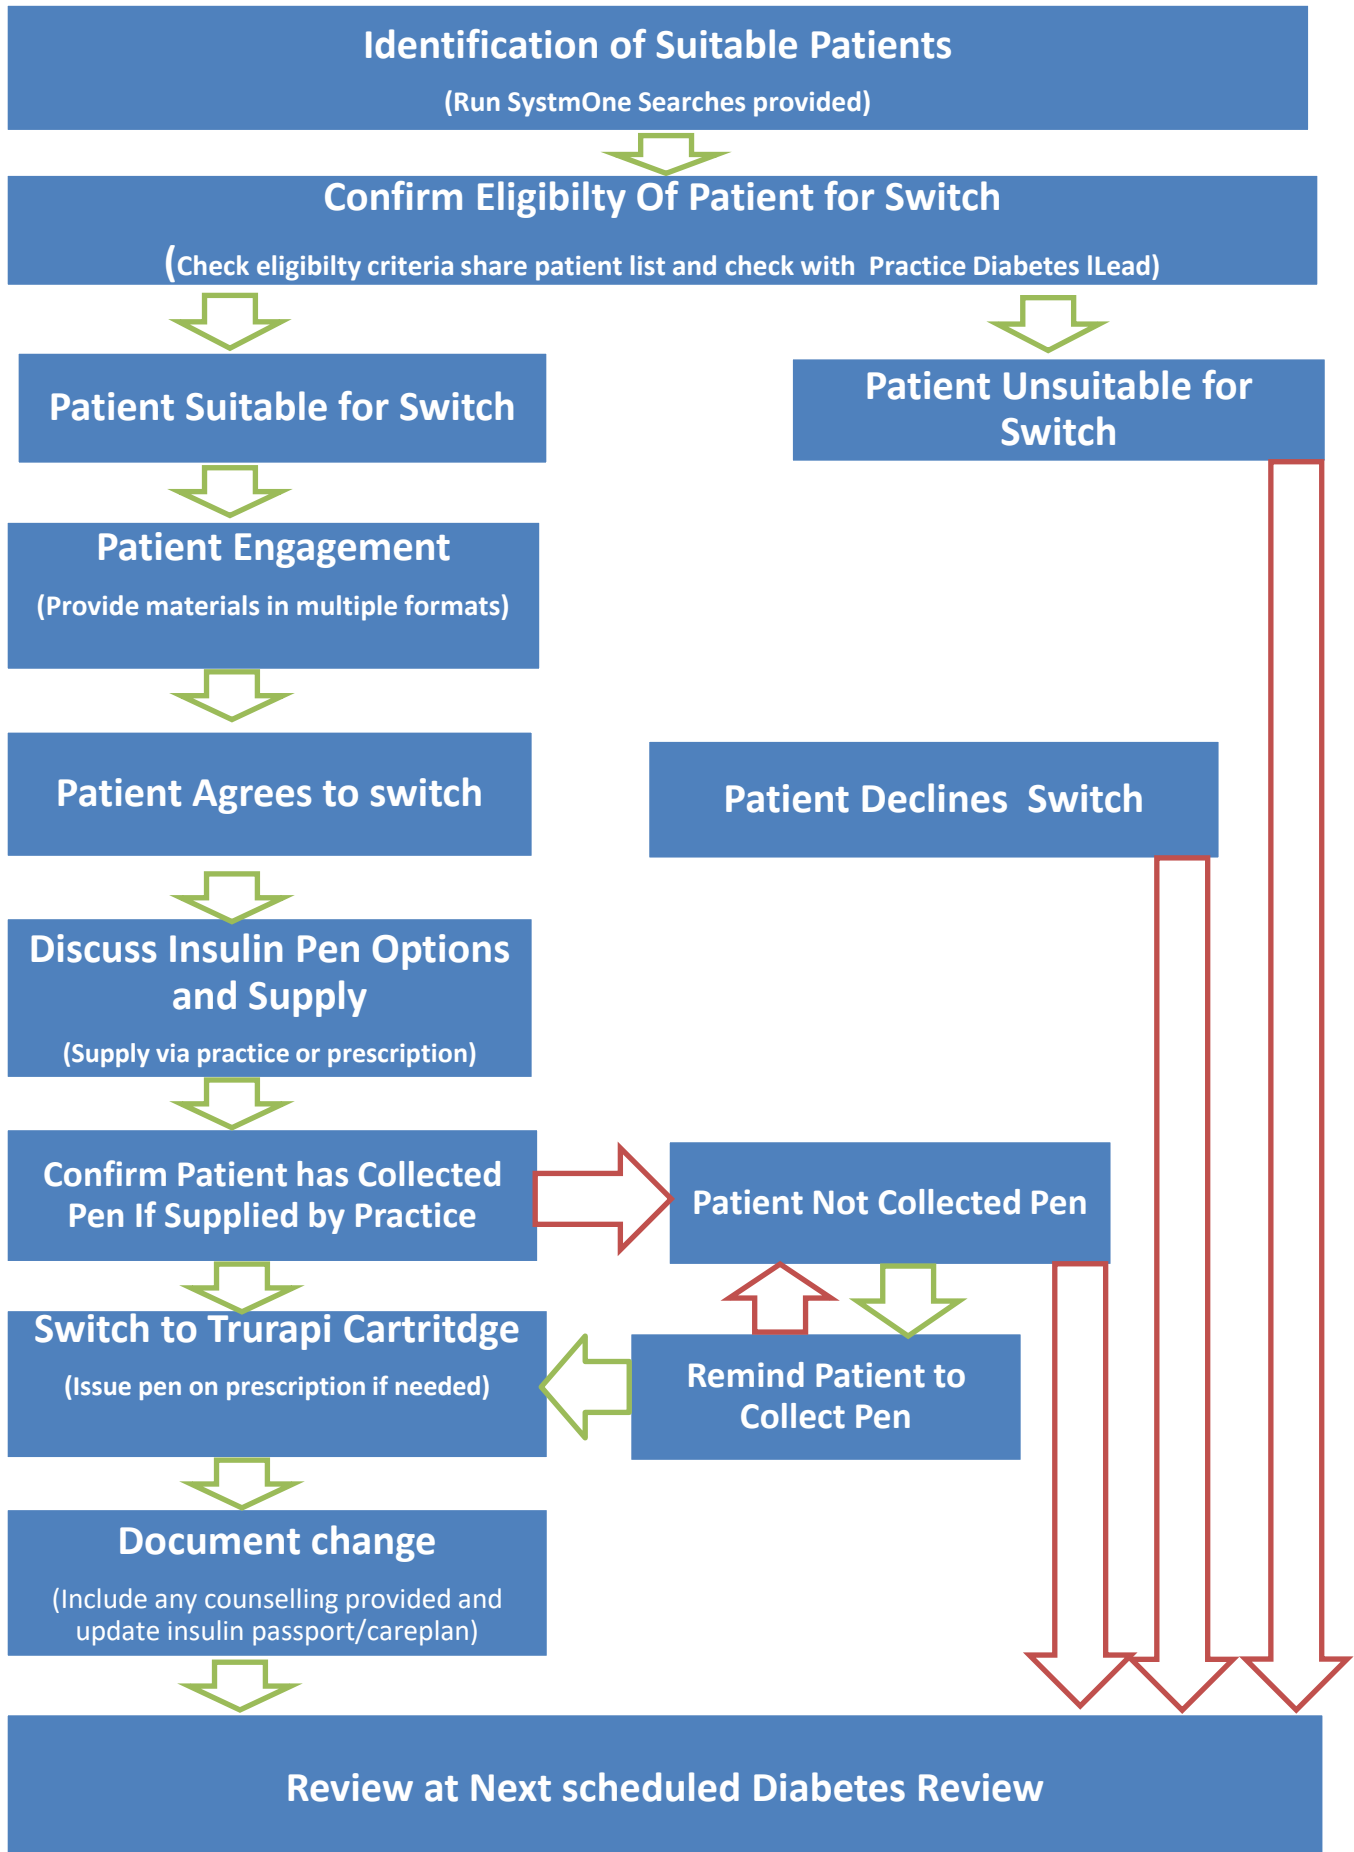 Identification of Suitable Patients
(Run SystmOne Searches provided)
Confirm Eligibilty Of Patient for Switch
(Check eligibilty criteria share patient list and check with  Practice Diabetes lLead)
Patient Suitable for Switch
Patient Unsuitable for
Switch
Patient Engagement
(Provide materials in multiple formats)
Patient Agrees to switch
Patient Declines  Switch
Discuss Insulin Pen Options
and Supply
(Supply via practice or prescription)
Confirm Patient has Collected
Pen If Supplied by Practice
Patient Not Collected Pen
Switch to Trurapi Cartritdge
(Issue pen on prescription if needed)
Remind Patient to
Collect Pen
Document change
(Include any counselling provided and
update insulin passport/careplan)
Review at Next scheduled Diabetes Review